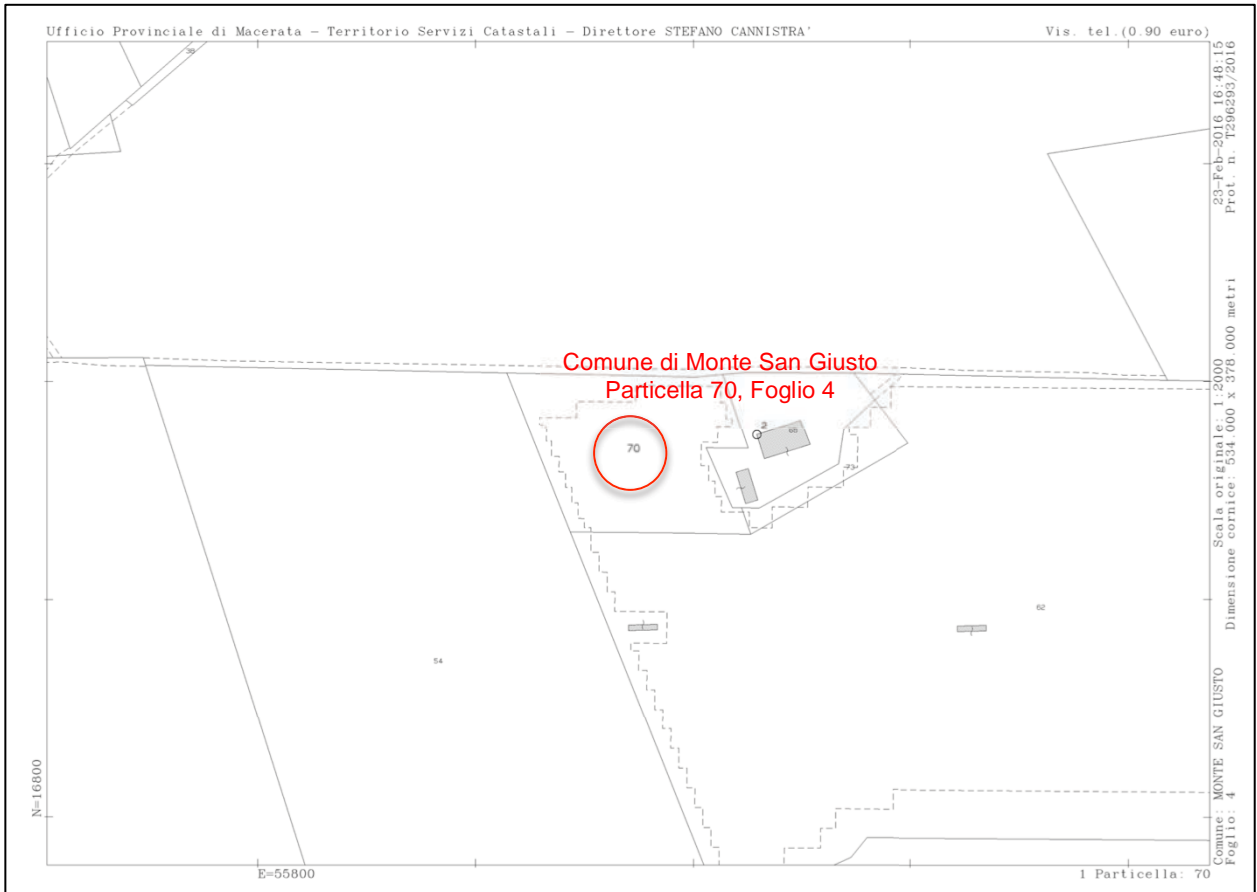 Ufficio Provinciale di Macerata - Territorio Servizi Catastali - Direttore STEFANO CANNISTRA'
Vis. tel.(0.90 euro)
23-Feb-2016 16:48:15
Prot. n. T296293/2016
38
Comune di Monte San Giusto
Particella 70, Foglio 4
2
70
73
62
54
Scala originale: 1:2000
Dimensione cornice: 534.000 x 378.000 metri
Comune: MONTE SAN GIUSTO
Foglio: 4
N=16800
E=55800
1 Particella: 70